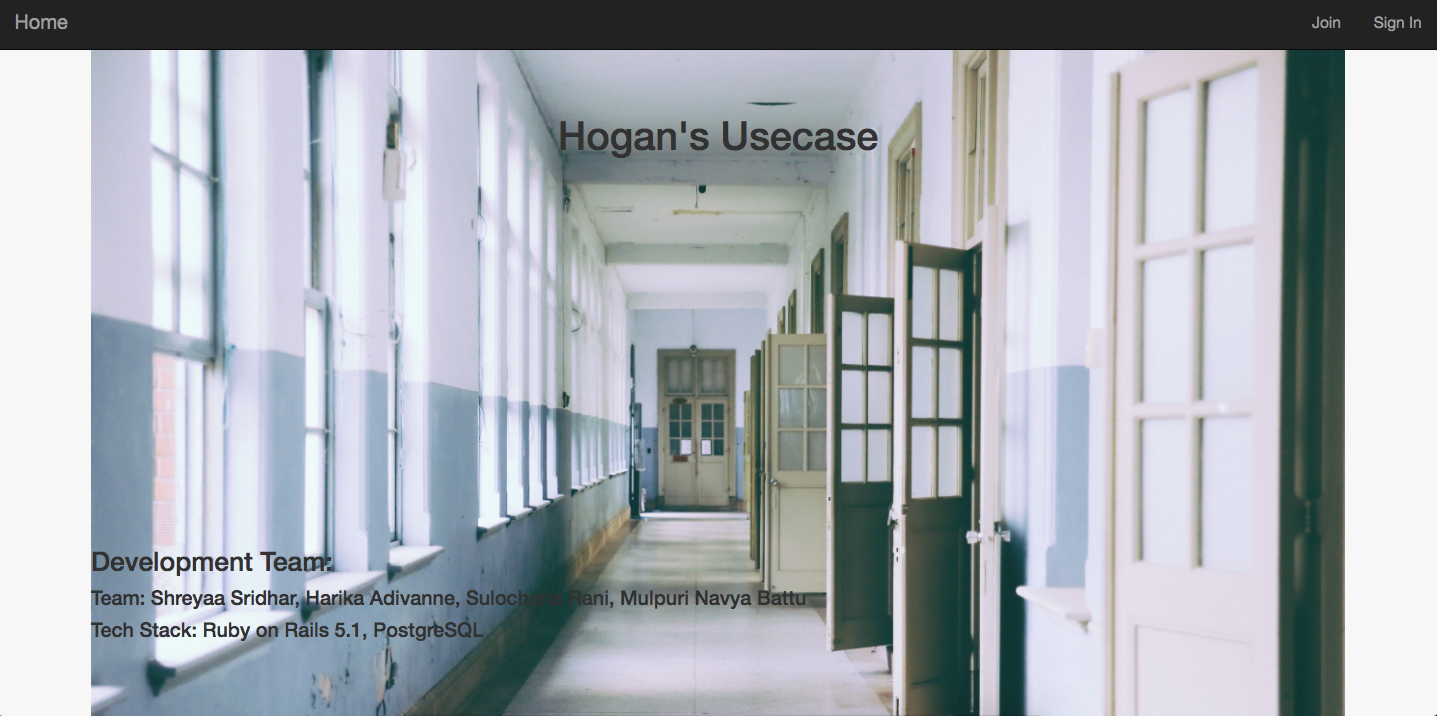 Home Join Sign In
Hogan's Usecase
Development Team:
Team: Shreyaa Sridhar, Harika Adivanne, Sulochana Rani, Mulpuri Navya Battu
Tech Stack: Ruby on Rails 5.1, PostgreSQL